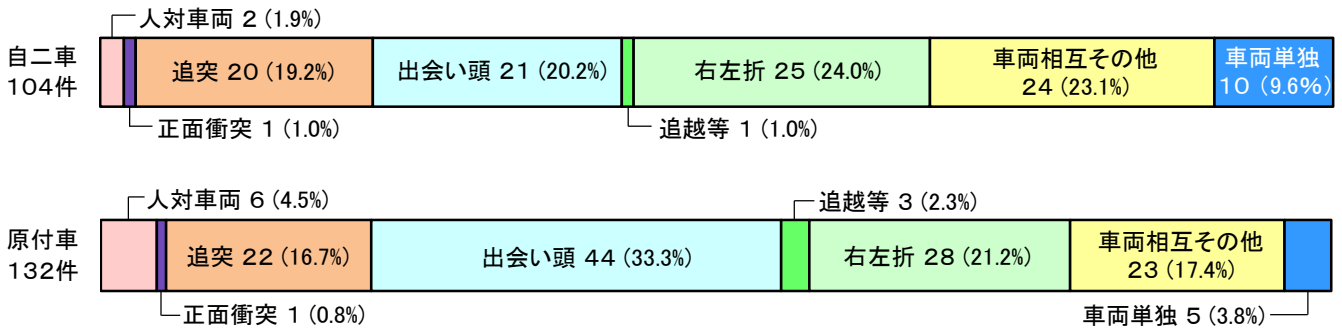 人対車両 2 (1.9%)
自二車
104件
追突 20 (19.2%)
出会い頭 21 (20.2%)
右左折 25 (24.0%)
車両相互その他
24 (23.1%)
車両単独
10 (9.6%)
正面衝突 1 (1.0%)
追越等 1 (1.0%)
人対車両 6 (4.5%)
追越等 3 (2.3%)
原付車
132件
追突 22 (16.7%)
出会い頭 44 (33.3%)
右左折 28 (21.2%)
車両相互その他
23 (17.4%)
正面衝突 1 (0.8%)
車両単独 5 (3.8%)